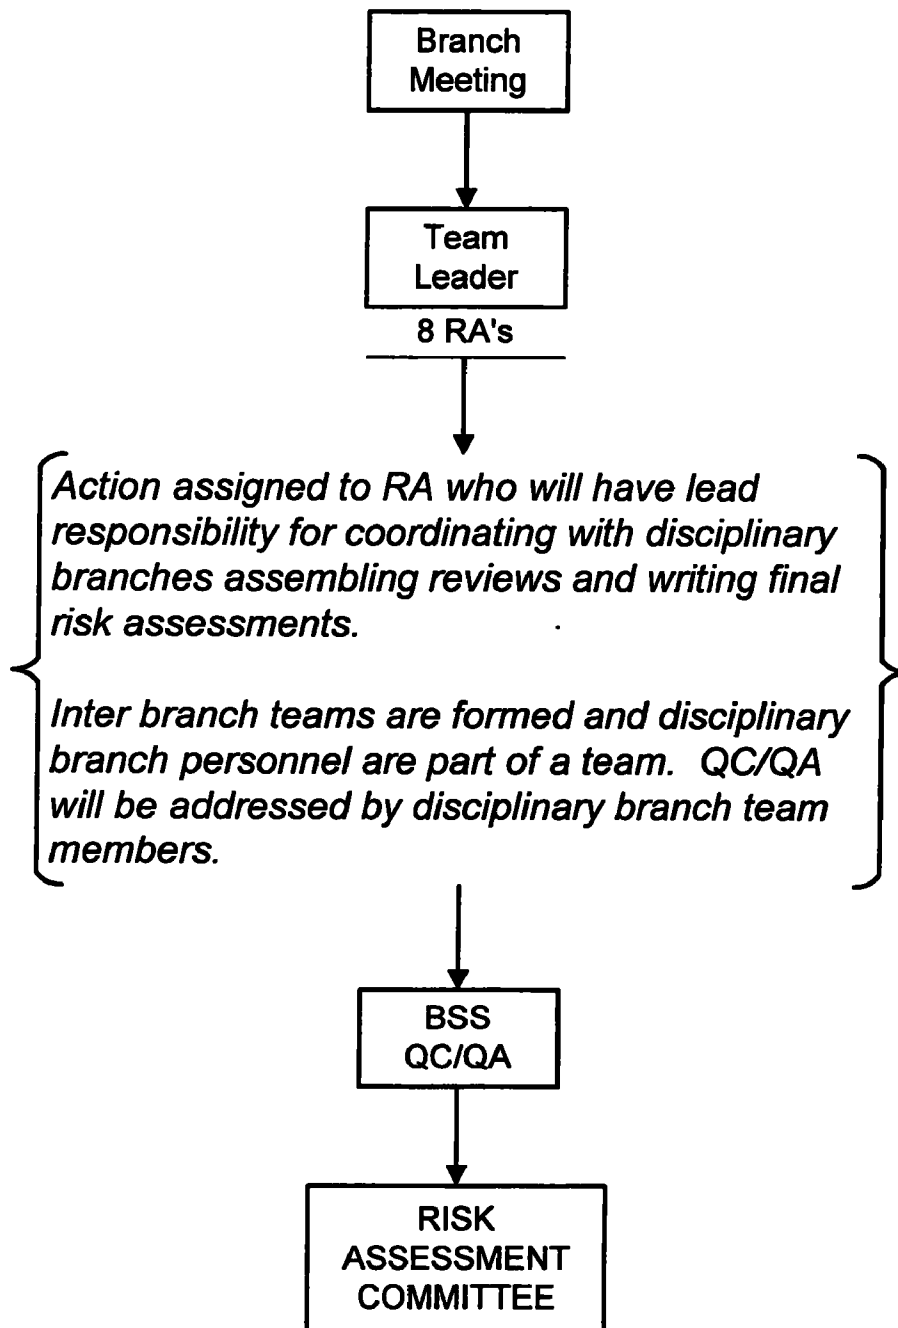 Branch
Meeting
Team
Leader
8 RA's
Action assigned to RA who will have lead
responsibility for coordinating with disciplinary
branches assembling reviews and writing final
risk assessments.
Inter branch teams are formed and disciplinary
branch personnel are part of a team. QC/QA
will be addressed by disciplinary branch team
members.
BSS
QC/QA
RISK
ASSESSMENT
COMMITTEE